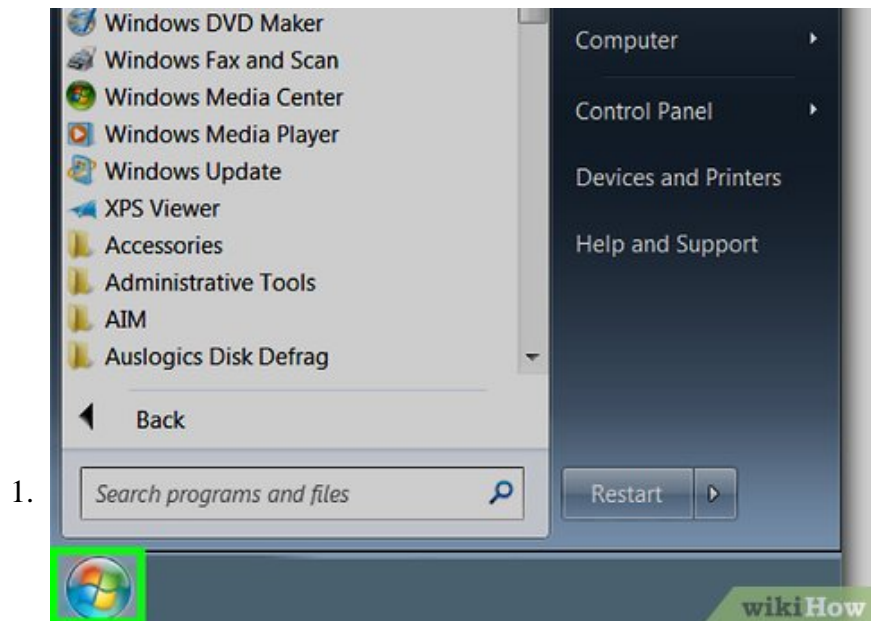 Windows DVD Maker
Windows Fax and Scan
Windows Media Center
Windows Media Player
Windows Update
XPS Viewer
Accessories
Administrative Tools
AIM
Auslogics Disk Defrag
Back
Search programs and files
Computer
Control Panel
Devices and Printers
Help and Support
Restart
1.
wikiHow